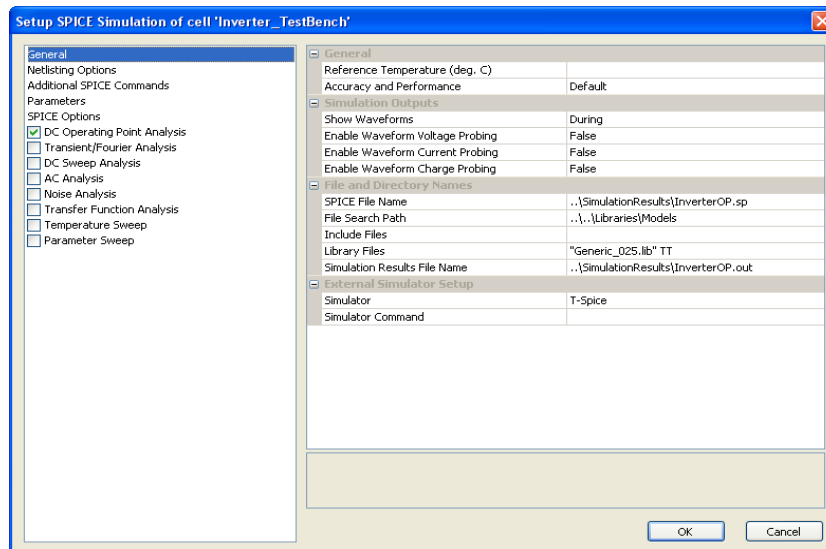 Setup SPICE Simulation of cell 'Inverter_TestBench'
General
Netlisting Options
Additional SPICE Commands
Parameters
SPICE Options
DC Operating Point Analysis
Transient/Fourier Analysis
DC Sweep Analysis
AC Analysis
Noise Analysis
Transfer Function Analysis
Temperature Sweep
Parameter Sweep
General
Reference Temperature (deg. C)
Accuracy and Performance Default
Simulation Outputs
Show Waveforms During
Enable Waveform Voltage Probing False
Enable Waveform Current Probing False
Enable Waveform Charge Probing False
File and Directory Names
SPICE File Name ..\SimulationResults\InverterOP.sp
File Search Path ..\..\Libraries\Models
Include Files
Library Files "Generic_025.lib" TT
Simulation Results File Name ..\SimulationResults\InverterOP.out
External Simulator Setup
Simulator T-Spice
Simulator Command
OK Cancel